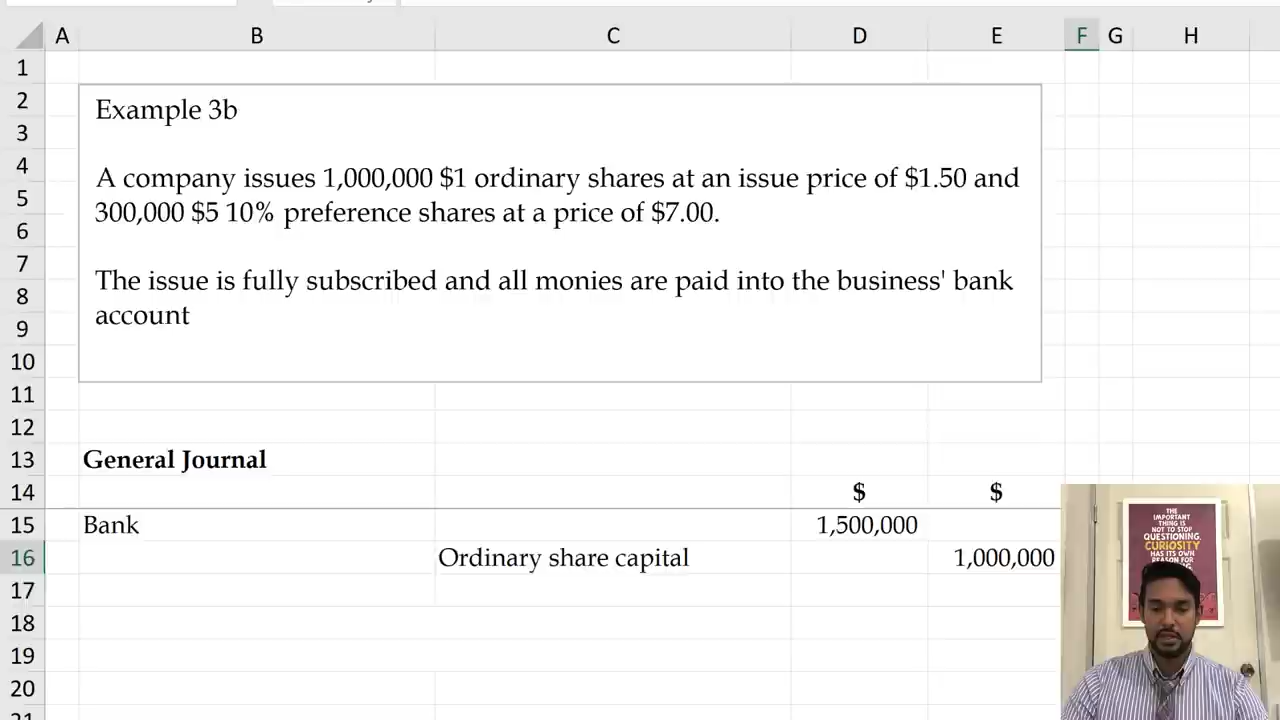 A B C D E F G H
1
2
Example 3b
3
4
A company issues 1,000,000 $1 ordinary shares at an issue price of $1.50 and
5
300,000 $5 10% preference shares at a price of $7.00.
6
7
The issue is fully subscribed and all monies are paid into the business' bank
8
account
9
10
11
12
13 General Journal
14 $ $
15 Bank 1,500,000
16 Ordinary share capital 1,000,000
17
18
19
20
21
THE
IMPORTANT
THING IS
NOT TO STOP
QUESTIONING.
CURIOSITY
HAS ITS OWN
REASON FOR